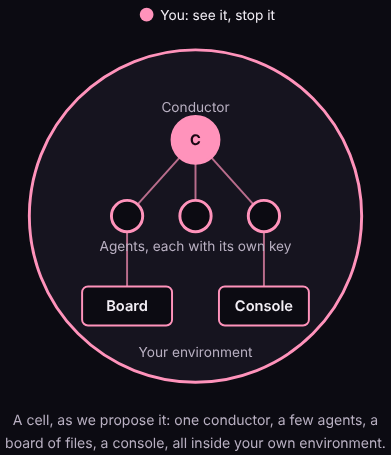 You: see it, stop it
Conductor
C
Agents, each with its own key
Board
Console
Your environment
A cell, as we propose it: one conductor, a few agents, a
board of files, a console, all inside your own environment.